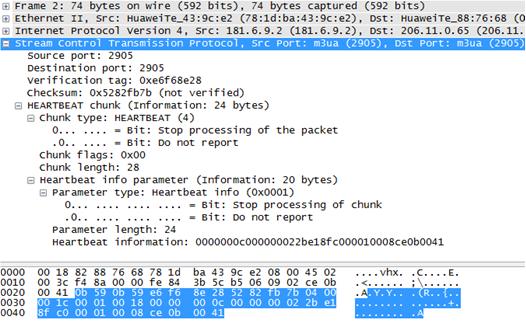 Frame 2: 74 bytes on wire (592 bits), 74 bytes captured (592 bits)
Ethernet II, Src: HuaweiTe_43:9c:e2 (78:1d:ba:43:9c:e2), Dst: HuaweiTe_88:76:68 (
Internet Protocol Version 4, Src: 181.6.9.2 (181.6.9.2), Dst: 206.11.0.65 (206.11
Stream Control Transmission Protocol, Src Port: m3ua (2905), Dst Port: m3ua (2905)
Source port: 2905
Destination port: 2905
Verification tag: 0xe6f68e28
Checksum: 0x5282fb7b (not verified)
HEARTBEAT chunk (Information: 24 bytes)
Chunk type: HEARTBEAT (4)
0... .... = Bit: Stop processing of the packet
.0.. .... = Bit: Do not report
Chunk flags: 0x00
Chunk length: 28
Heartbeat info parameter (Information: 20 bytes)
Parameter type: Heartbeat info (0x0001)
0... .... .... .... = Bit: Stop processing of chunk
.0.. .... .... .... = Bit: Do not report
Parameter length: 24
Heartbeat information: 0000000c000000022be18fc000010008ce0b0041
0000 00 18 82 88 76 68 78 1d ba 43 9c e2 08 00 45 02 ....vhx. .C....E.
0010 00 3c f4 8a 00 00 fe 84 3b 5c b5 06 09 02 ce 0b .<...... ;\......
0020 00 41 0b 59 0b 59 e6 f6 8e 28 52 82 fb 7b 04 00 .A.Y.Y.. .(R..{..
0030 00 1c 00 01 00 18 00 00 00 0c 00 00 00 02 2b e1 ........ ......+.
0040 8f c0 00 01 00 08 ce 0b 00 41 ........ .A